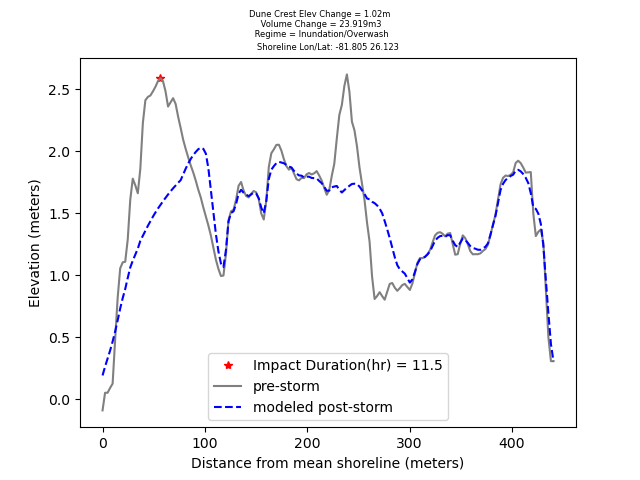 Dune Crest Elev Change = 1.02m
Volume Change = 23.919m3
Regime = Inundation/Overwash
Shoreline Lon/Lat: -81.805 26.123
2.5
2.0
1.5
1.0
0.5
0.0
Elevation (meters)
Impact Duration(hr) = 11.5
pre-storm
modeled post-storm
0 100 200 300 400
Distance from mean shoreline (meters)